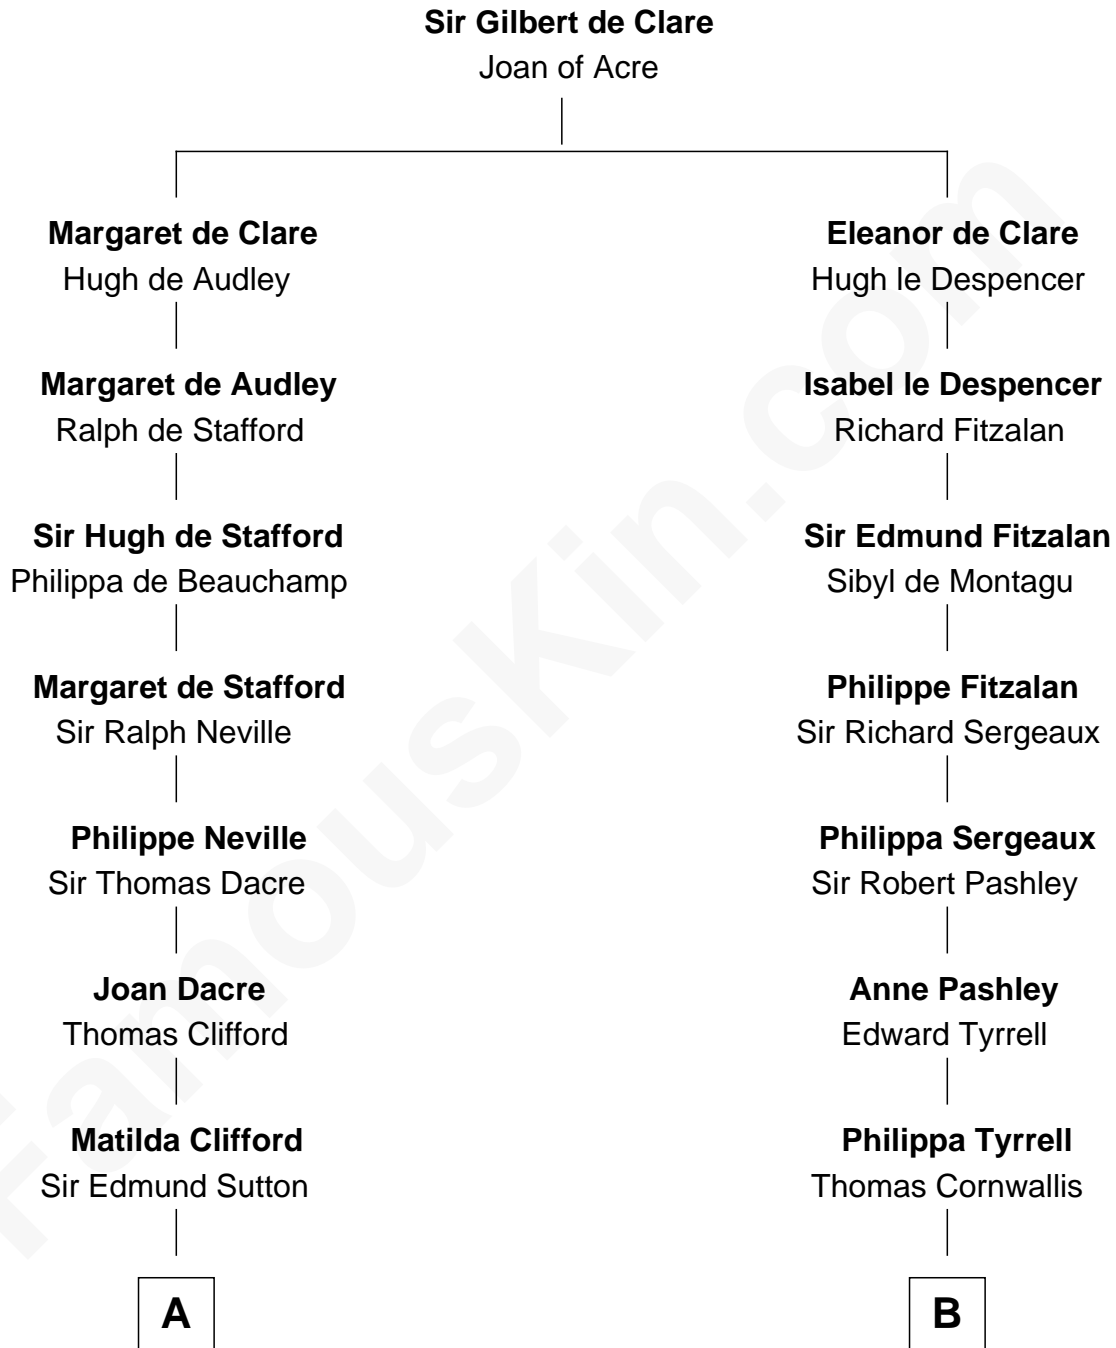 Sir Gilbert de Clare
Joan of Acre
Margaret de Clare
Hugh de Audley
Eleanor de Clare
Hugh le Despencer
Margaret de Audley
Ralph de Stafford
Isabel le Despencer
Richard Fitzalan
Sir Hugh de Stafford
Philippa de Beauchamp
Sir Edmund Fitzalan
Sibyl de Montagu
Margaret de Stafford
Sir Ralph Neville
Philippe Fitzalan
Sir Richard Sergeaux
Philippe Neville
Sir Thomas Dacre
Philippa Sergeaux
Sir Robert Pashley
Joan Dacre
Thomas Clifford
Anne Pashley
Edward Tyrrell
Matilda Clifford
Sir Edmund Sutton
Philippa Tyrrell
Thomas Cornwallis
A
B
FamousKin.com